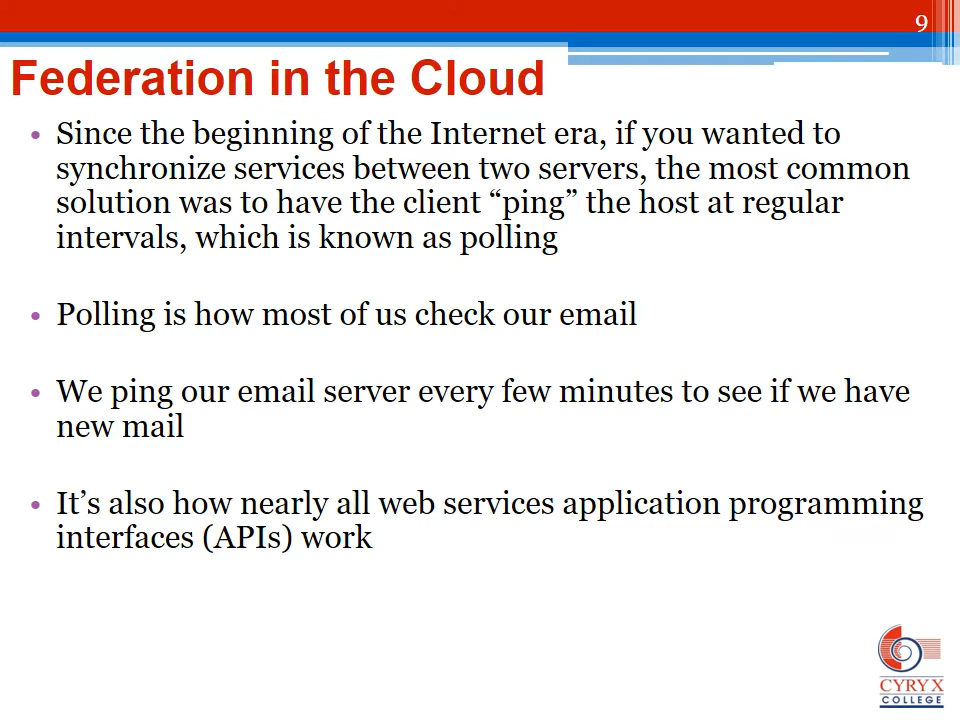 9
Federation in the Cloud
• Since the beginning of the Internet era, if you wanted to
synchronize services between two servers, the most common
solution was to have the client “ping” the host at regular
intervals, which is known as polling
• Polling is how most of us check our email
• We ping our email server every few minutes to see if we have
new mail
• It’s also how nearly all web services application programming
interfaces (APIs) work
CYRYX
COLLEGE